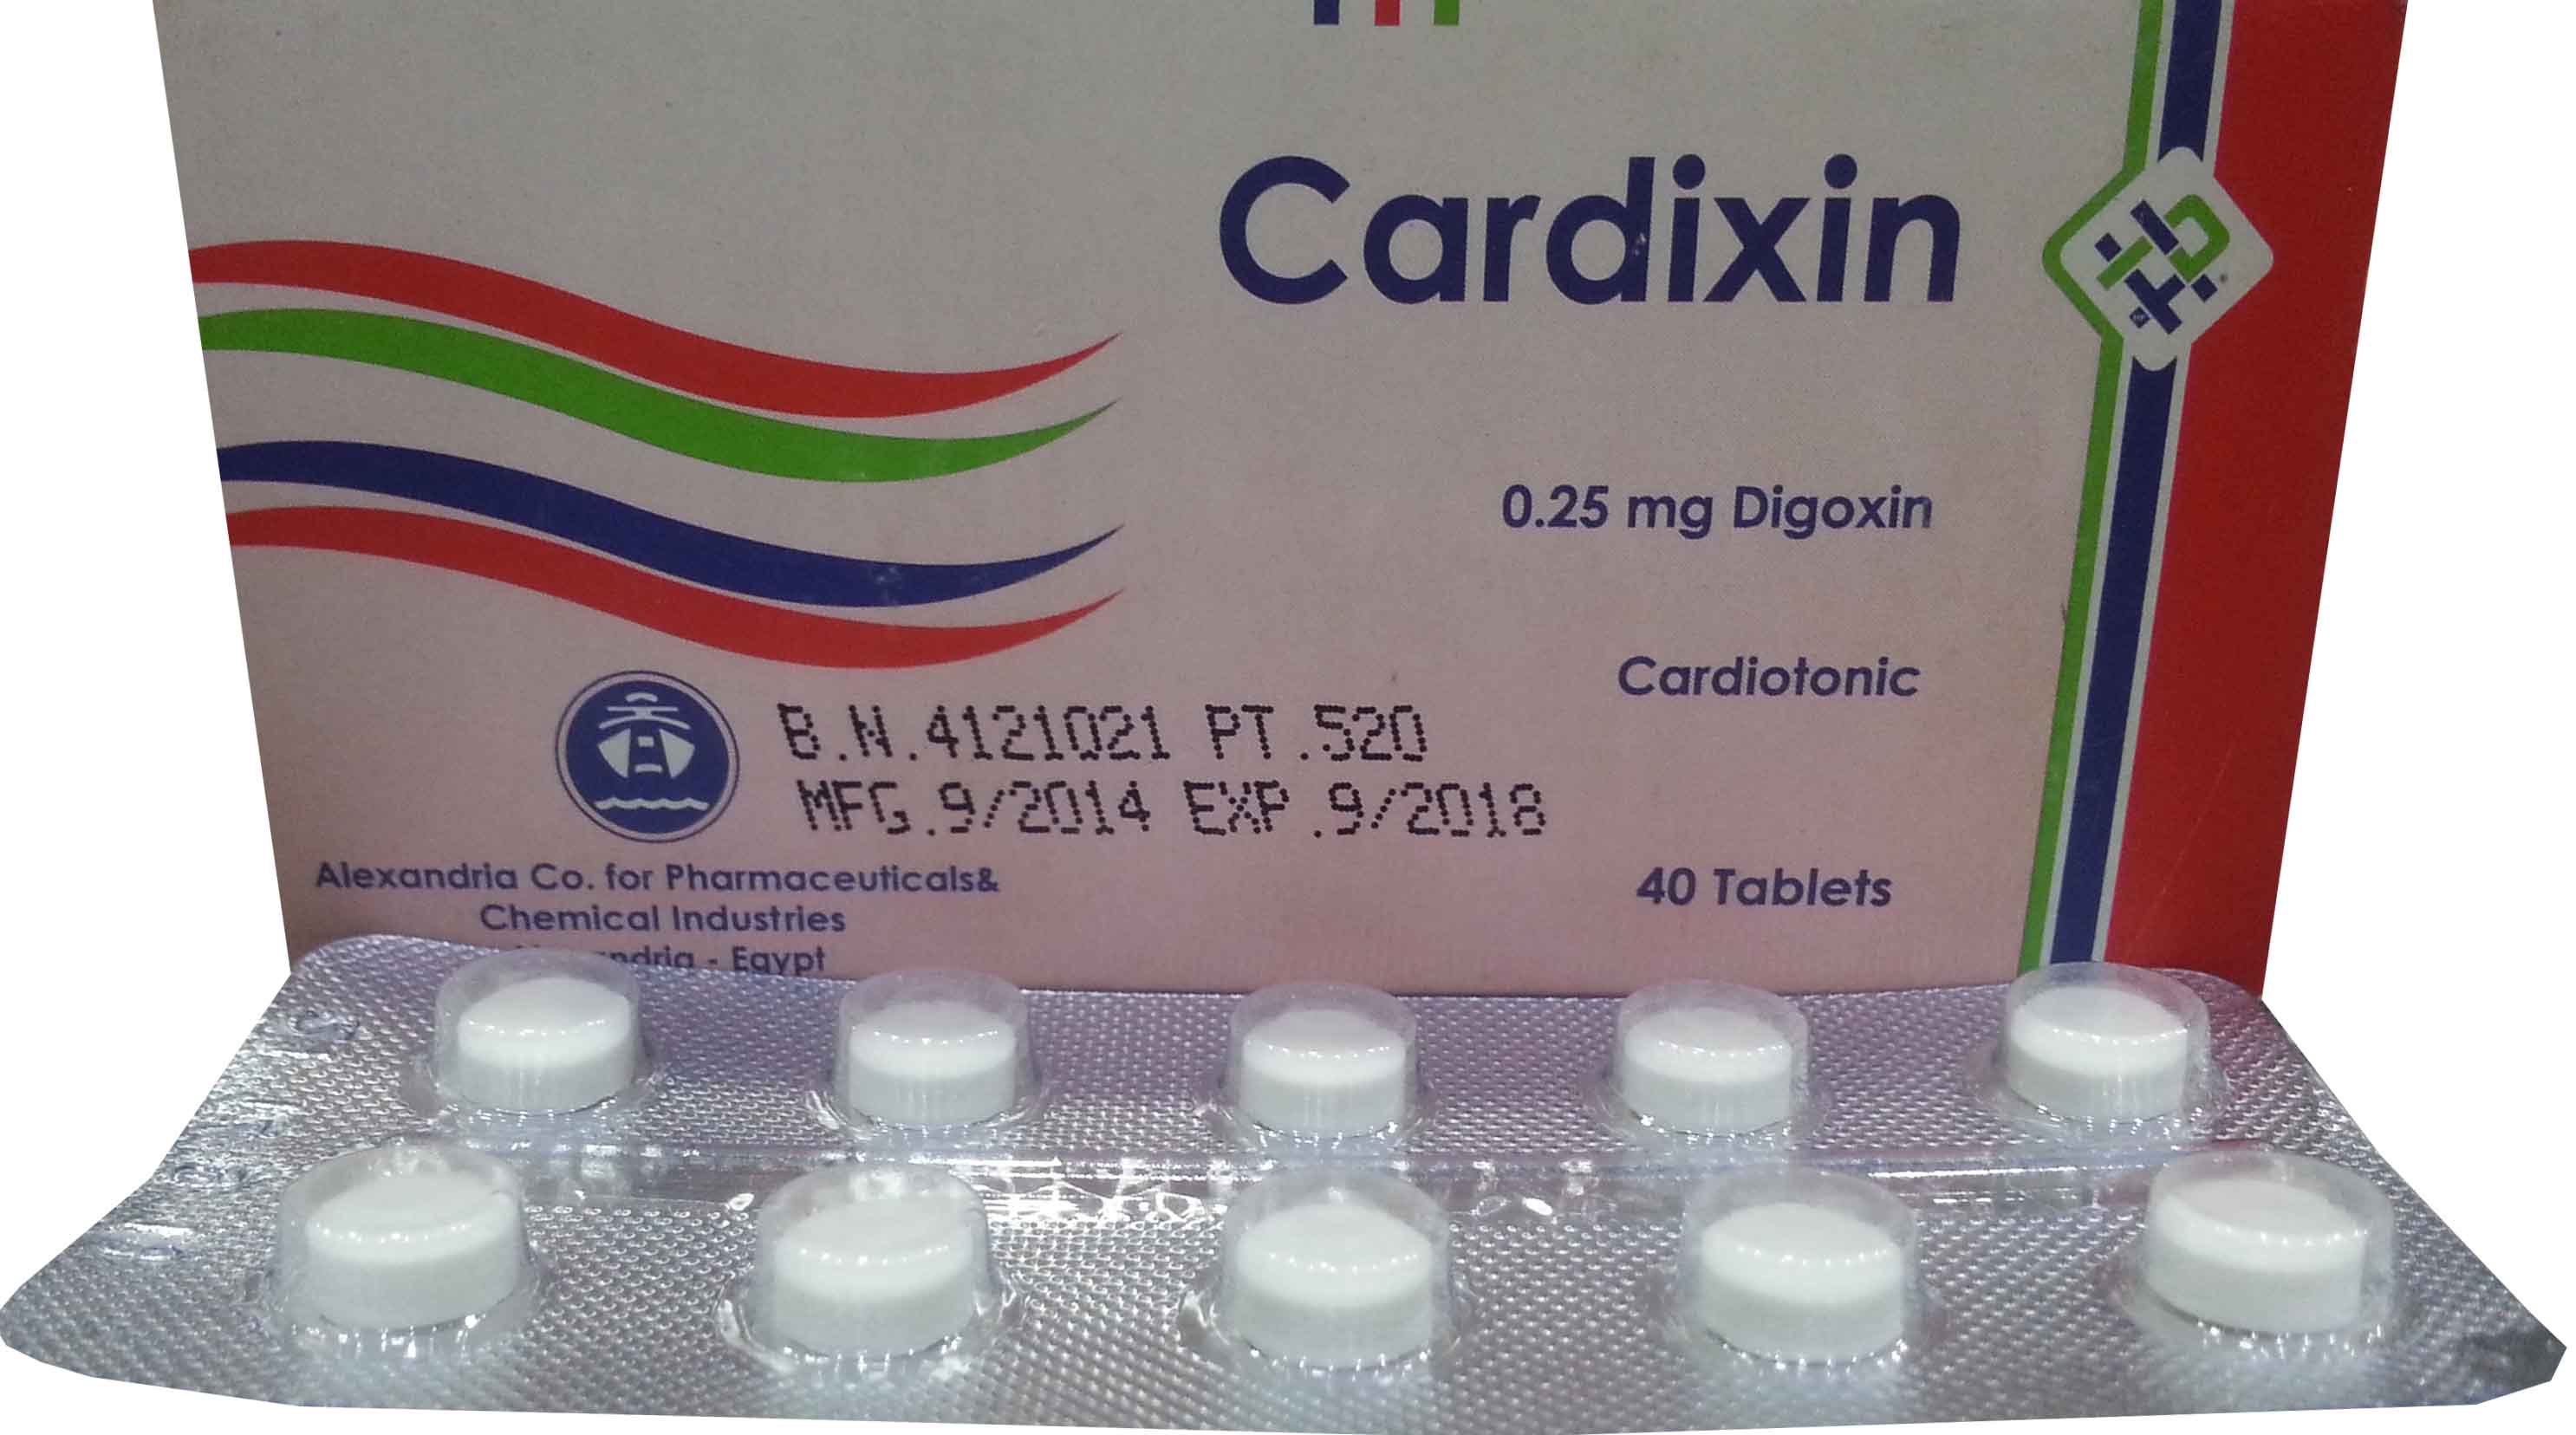 Cardixin
0.25 mg Digoxin
Cardiotonic
B.N.4121021 PT.520
MFG.9/2014 EXP.9/2018
Alexandria Co. for Pharmaceuticals&
Chemical Industries
- Egypt
40 Tablets